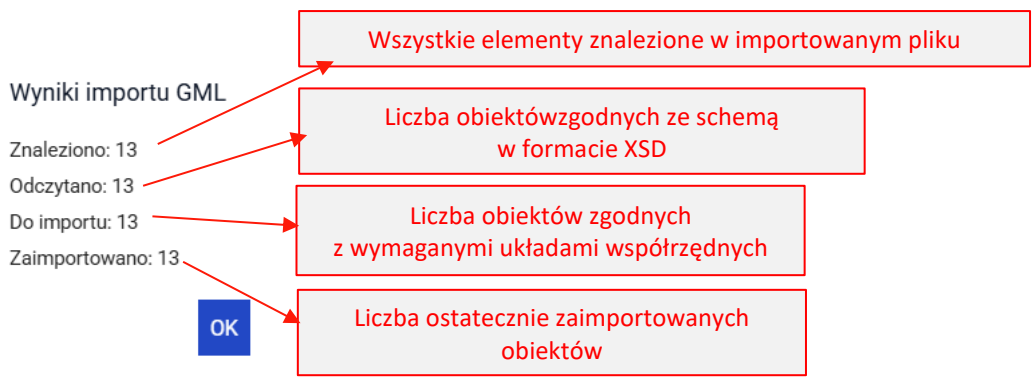 Wszystkie elementy znalezione w importowanym pliku
Wyniki importu GML
Liczba obiektówzgodnych ze schemą
w formacie XSD
Znaleziono: 13
Odczytano: 13
Do importu: 13
Zaimportowano: 13
Liczba obiektów zgodnych
z wymaganymi układami współrzędnych
OK
Liczba ostatecznie zaimportowanych
obiektów